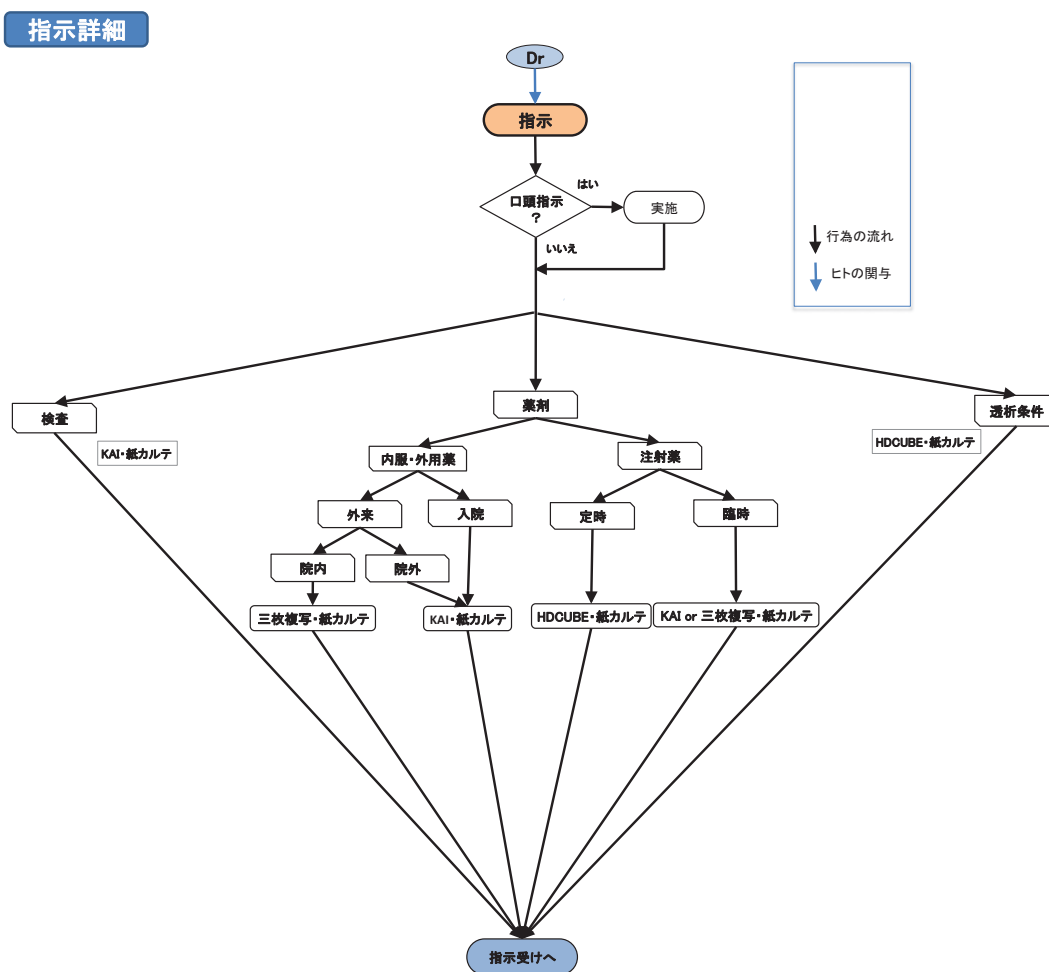 指示詳細
Dr
指示
口頭指示
?
はい
実施
いいえ
行為の流れ
ヒトの関与
検査
薬剤
透析条件
KAI・紙カルテ
HDCUBE・紙カルテ
内服・外用薬
注射薬
外来
入院
定時
臨時
院内
院外
三枚複写・紙カルテ
KAI・紙カルテ
HDCUBE・紙カルテ
KAI or 三枚複写・紙カルテ
指示受けへ